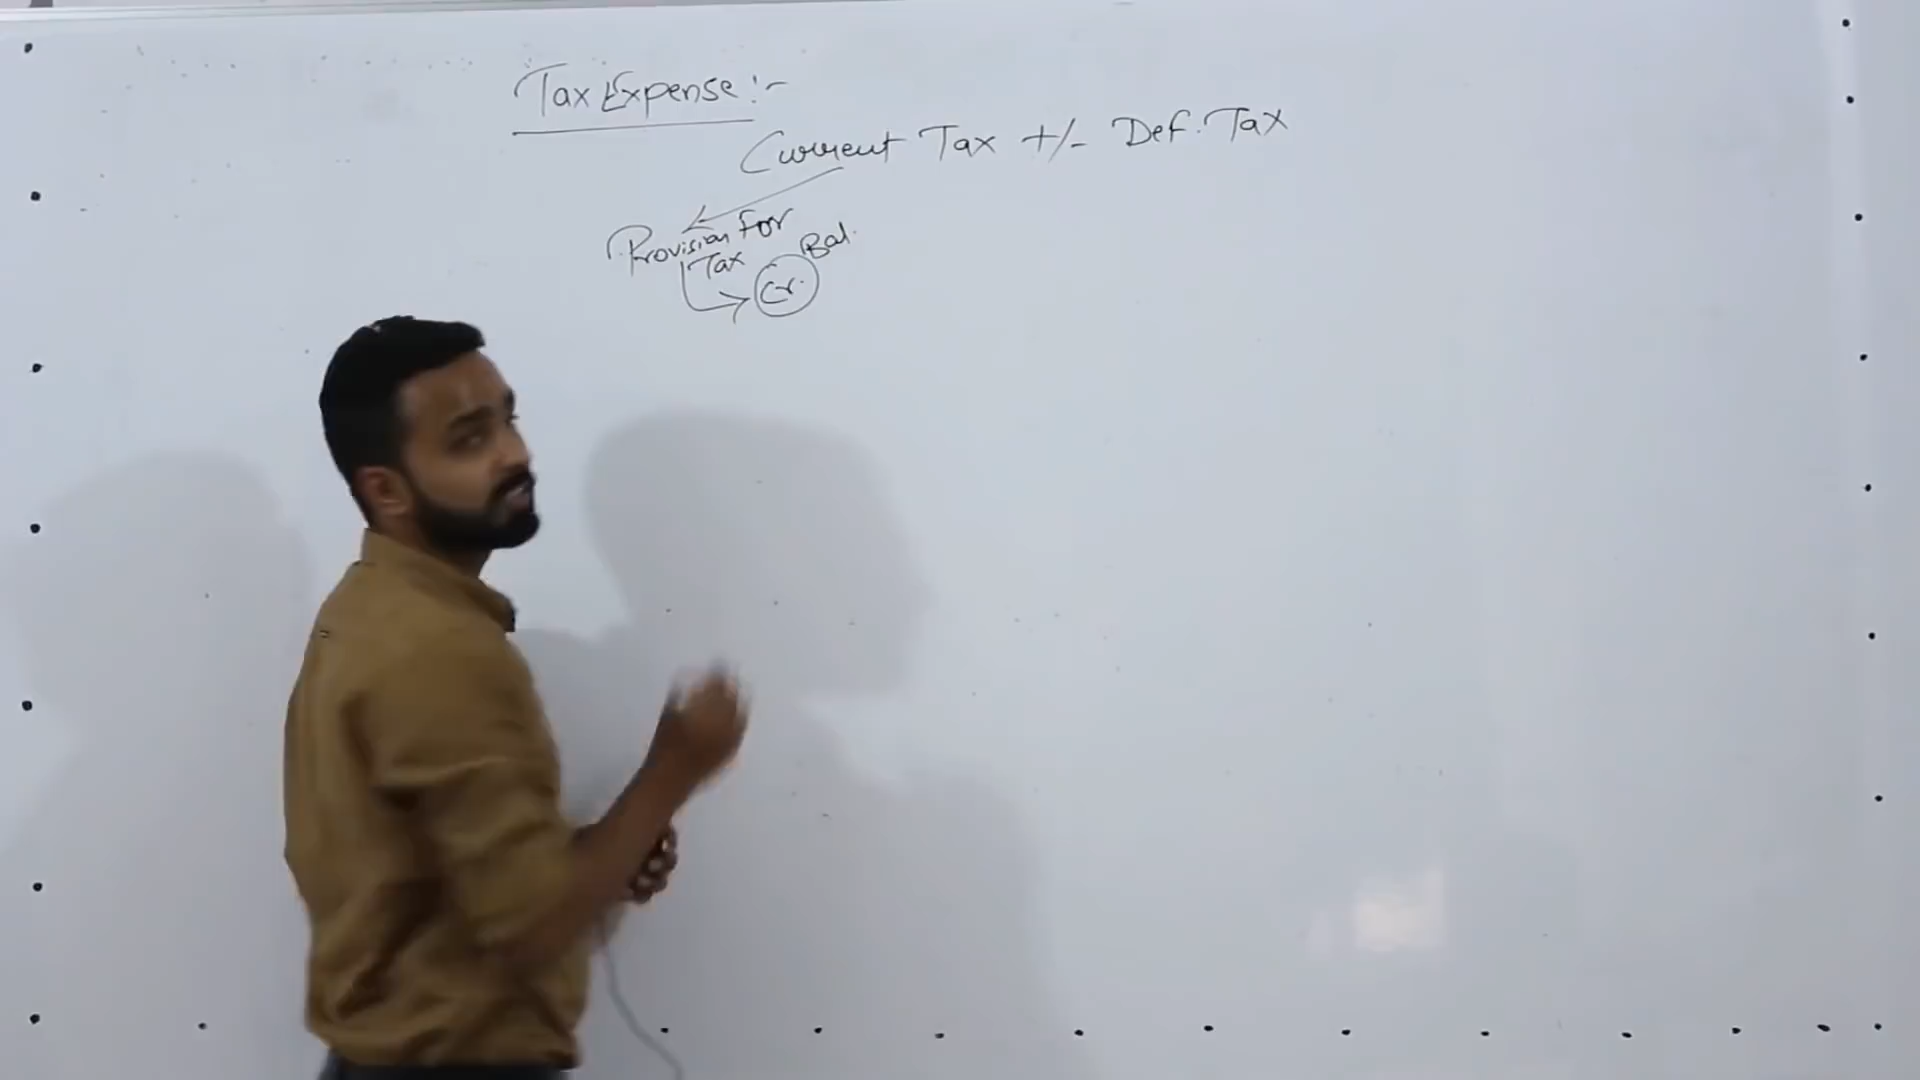 Tax Expense :-
Current Tax +/- Def. Tax
Provision For
Tax
Cr. Bal.